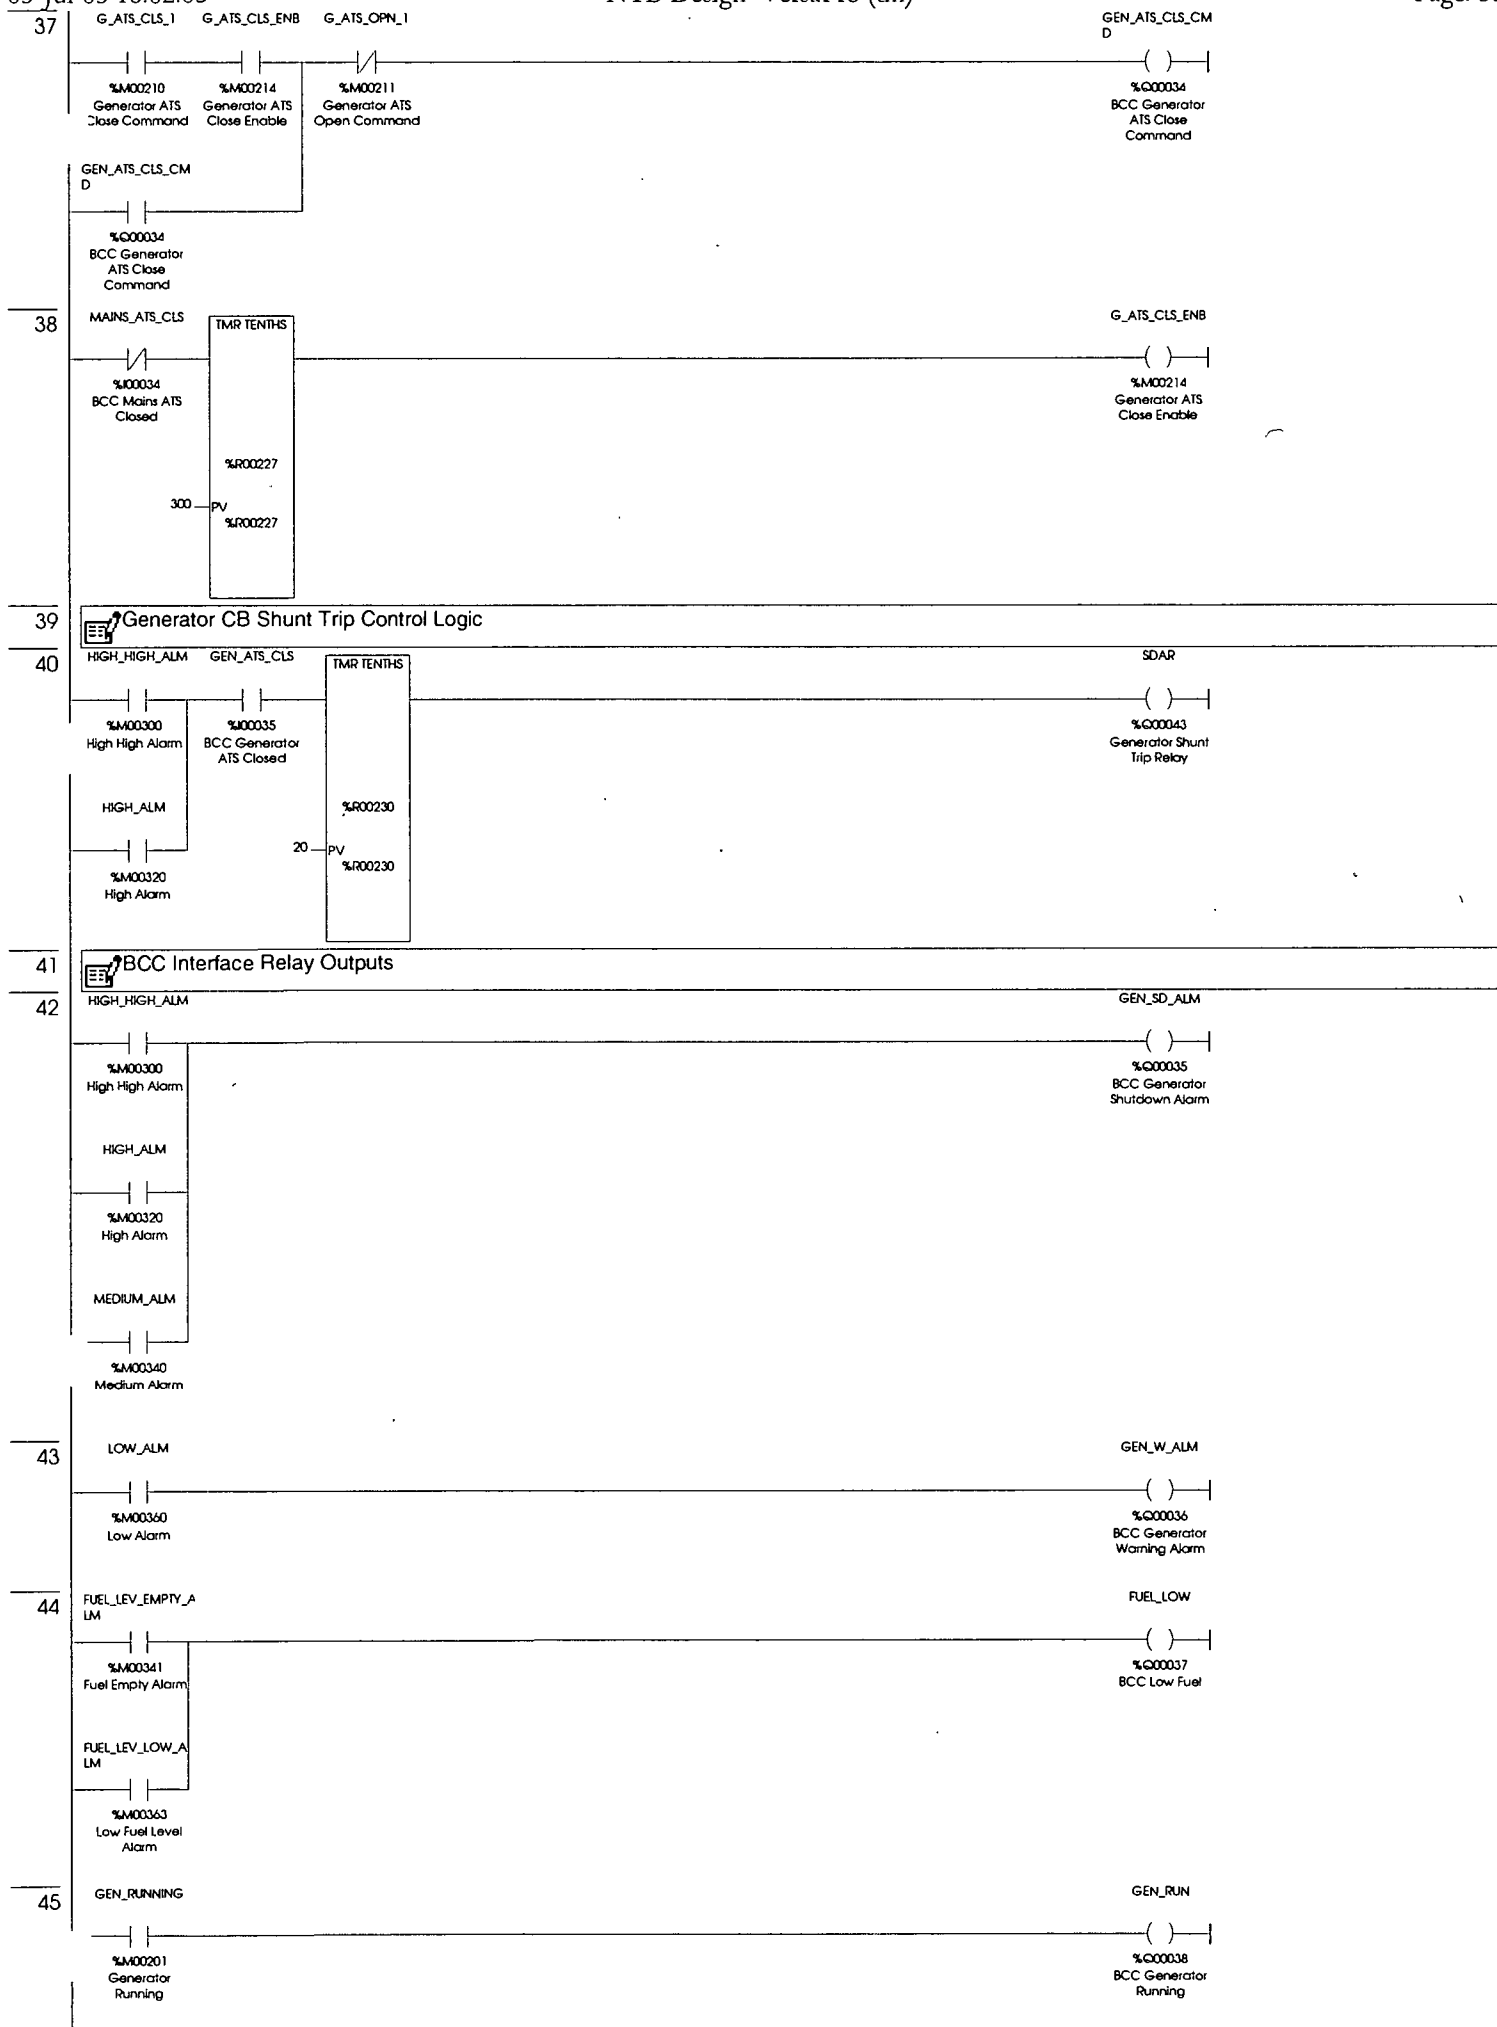 37
G_ATS_CLS_1 G_ATS_CLS_ENB G_ATS_OPN_1 GEN_ATS_CLS_CM
D
%M00210 %M00214 %M00211 %Q00034
Generator ATS Generator ATS Generator ATS BCC Generator
Close Command Close Enable Open Command ATS Close
Command
GEN_ATS_CLS_CM
D
%Q00034
BCC Generator
ATS Close
Command
38
MAINS_ATS_CLS TMR TENTHS G_ATS_CLS_ENB
%I00034 %M00214
BCC Mains ATS Generator ATS
Closed Close Enable
%R00227
300 PV
%R00227
39 Generator CB Shunt Trip Control Logic
40
HIGH_HIGH_ALM GEN_ATS_CLS TMR TENTHS SDAR
%M00300 %I00035 %Q00043
High High Alarm BCC Generator Generator Shunt
ATS Closed Trip Relay
HIGH_ALM %R00230
20 PV
%R00230
%M00320
High Alarm
41 BCC Interface Relay Outputs
42
HIGH_HIGH_ALM GEN_SD_ALM
%M00300 %Q00035
High High Alarm BCC Generator
Shutdown Alarm
HIGH_ALM
%M00320
High Alarm
MEDIUM_ALM
%M00340
Medium Alarm
43
LOW_ALM GEN_W_ALM
%M00360 %Q00036
Low Alarm BCC Generator
Warning Alarm
44
FUEL_LEV_EMPTY_A FUEL_LOW
LM
%M00341 %Q00037
Fuel Empty Alarm BCC Low Fuel
FUEL_LEV_LOW_A
LM
%M00363
Low Fuel Level
Alarm
45
GEN_RUNNING GEN_RUN
%M00201 %Q00038
Generator BCC Generator
Running Running